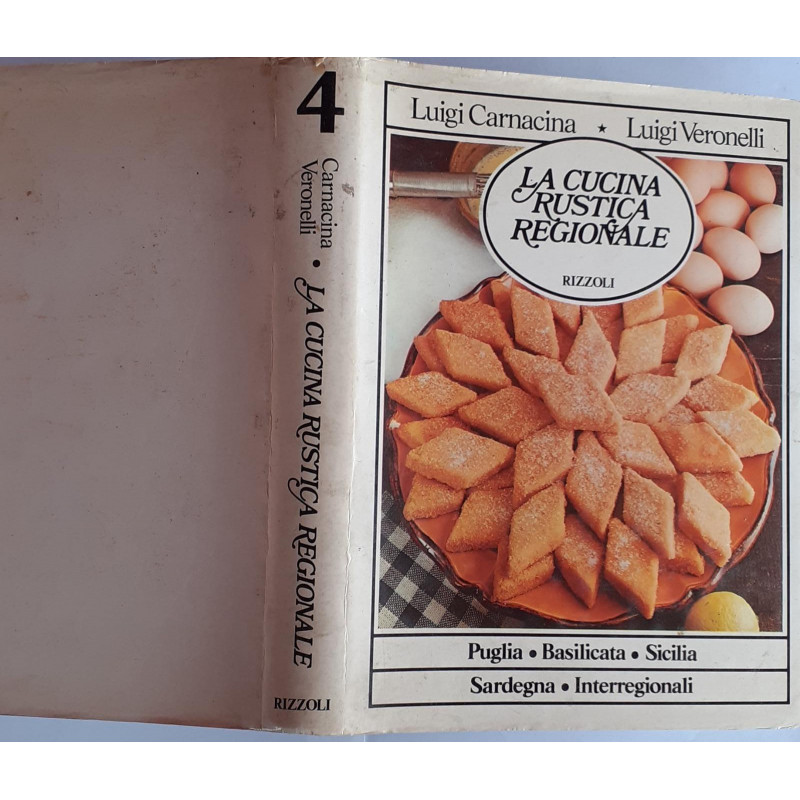 4
Carnacina
Veronelli • LA CUCINA RUSTICA REGIONALE
RIZZOLI
Luigi Carnacina ★ Luigi Veronelli
LA CUCINA
RUSTICA
REGIONALE
RIZZOLI
Puglia • Basilicata • Sicilia
Sardegna • Interregionali